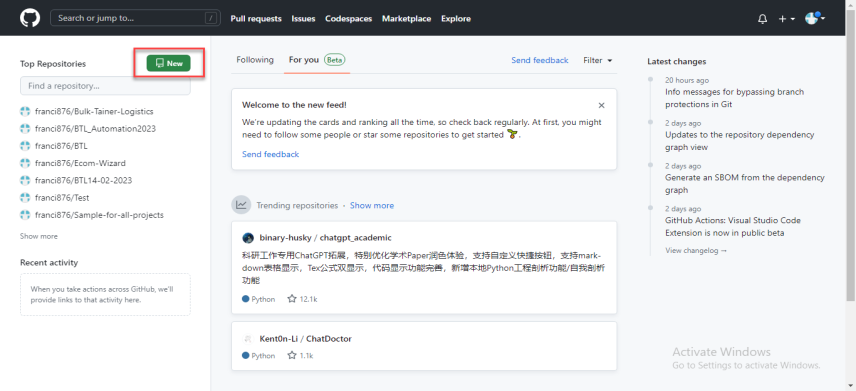 Search or jump to...
/
Pull requests
Issues
Codespaces
Marketplace
Explore
Top Repositories
New
Find a repository...
franci876/Bulk-Tainer-Logistics
franci876/BTL_Automation2023
franci876/BTL
franci876/Ecom-Wizard
franci876/BTL14-02-2023
franci876/Test
franci876/Sample-for-all-projects
Show more
Recent activity
When you take actions across GitHub, we'll
provide links to that activity here.
Following
For you
Beta
Send feedback
Filter
Welcome to the new feed!
We're updating the cards and ranking all the time, so check back regularly. At first, you might
need to follow some people or star some repositories to get started .
Send feedback
Trending repositories · Show more
binary-husky / chatgpt_academic
科研工作专用ChatGPT拓展，特别优化学术Paper润色体验，支持自定义快捷按钮，支持mark-
down表格显示，Tex公式双显示，代码显示功能完善，新增本地Python工程剖析功能/自我剖析
功能
Python
12.1k
Kent0n-Li / ChatDoctor
Python
1.1k
Latest changes
20 hours ago
Info messages for bypassing branch
protections in Git
2 days ago
Updates to the repository dependency
graph view
2 days ago
Generate an SBOM from the dependency
graph
2 days ago
GitHub Actions: Visual Studio Code
Extension is now in public beta
View changelog →
Activate Windows
Go to Settings to activate Windows.